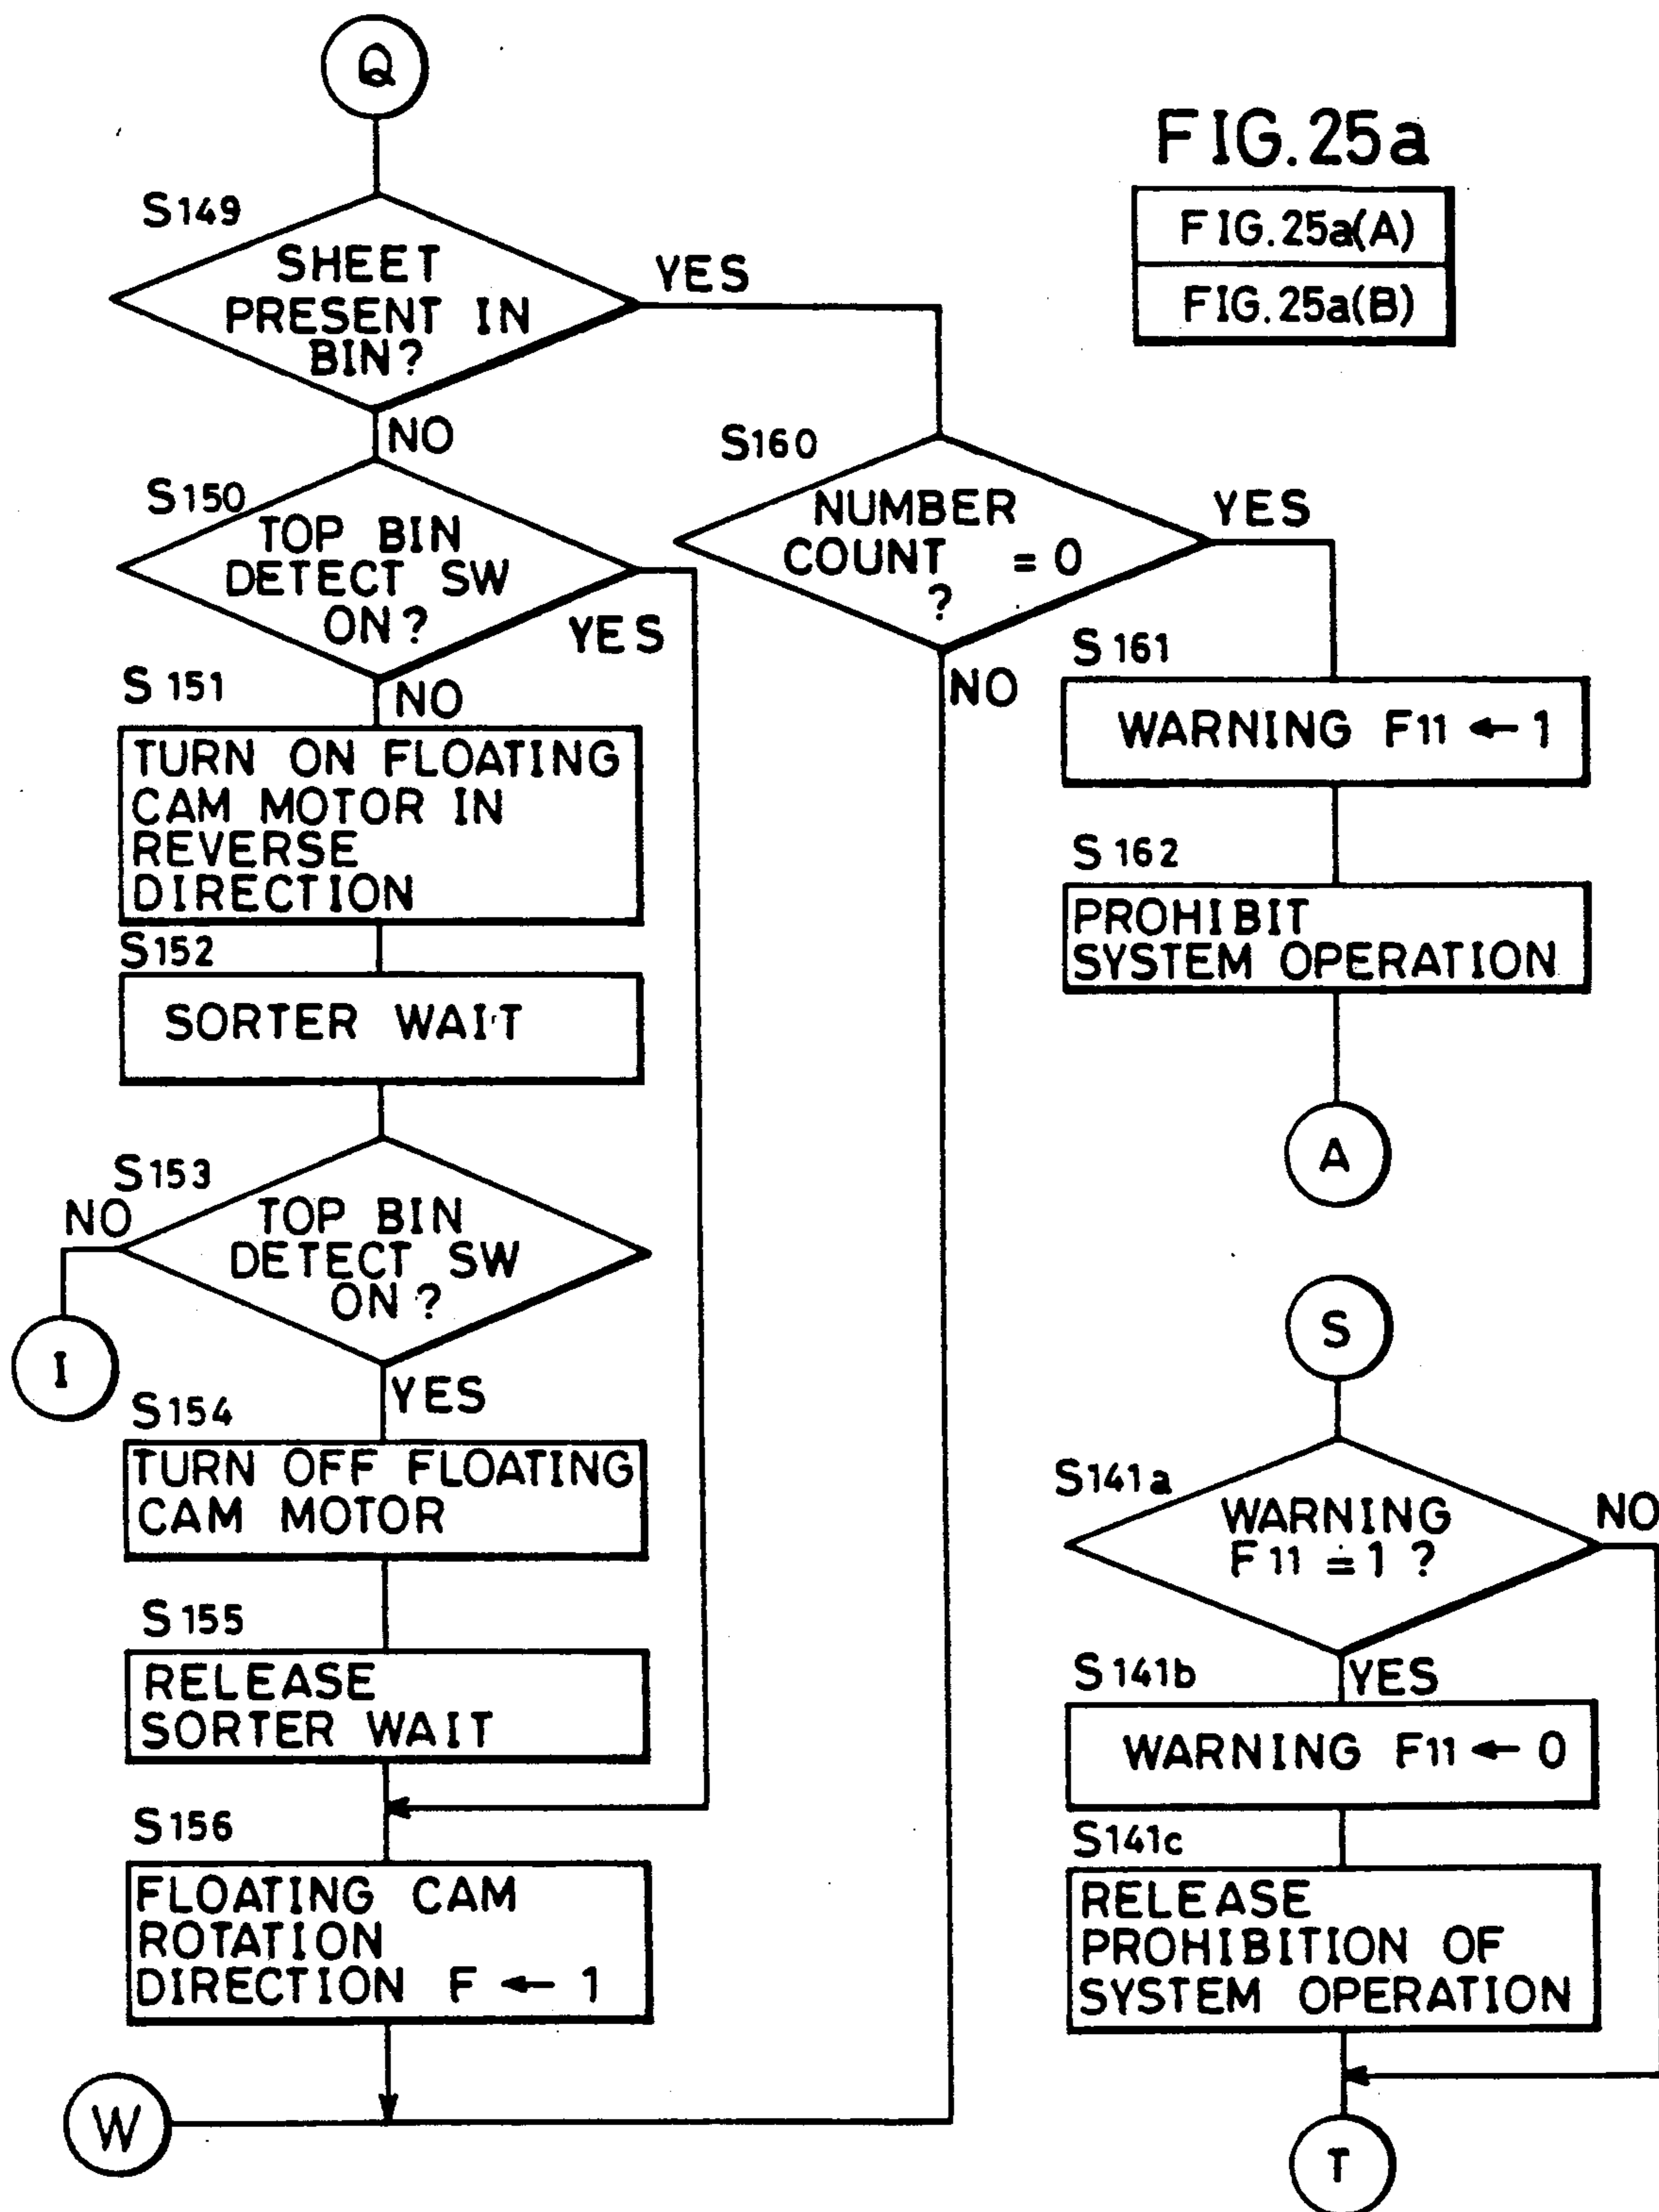 Q
FIG.25a
FIG.25a(A)
FIG.25a(B)
S149
SHEET
PRESENT IN
BIN?
YES
NO
S150
TOP BIN
DETECT SW
ON?
YES
NO
S151
TURN ON FLOATING
CAM MOTOR IN
REVERSE
DIRECTION
S152
SORTER WAIT
S153
NO
TOP BIN
DETECT SW
ON?
I
YES
S154
TURN OFF FLOATING
CAM MOTOR
S155
RELEASE
SORTER WAIT
S156
FLOATING CAM
ROTATION
DIRECTION F ← 1
W
S160
NUMBER
COUNT = 0
?
YES
NO
S161
WARNING F11 ← 1
S162
PROHIBIT
SYSTEM OPERATION
A
S
S141a
WARNING
F11 = 1 ?
NO
YES
S141b
WARNING F11 ← 0
S141c
RELEASE
PROHIBITION OF
SYSTEM OPERATION
T